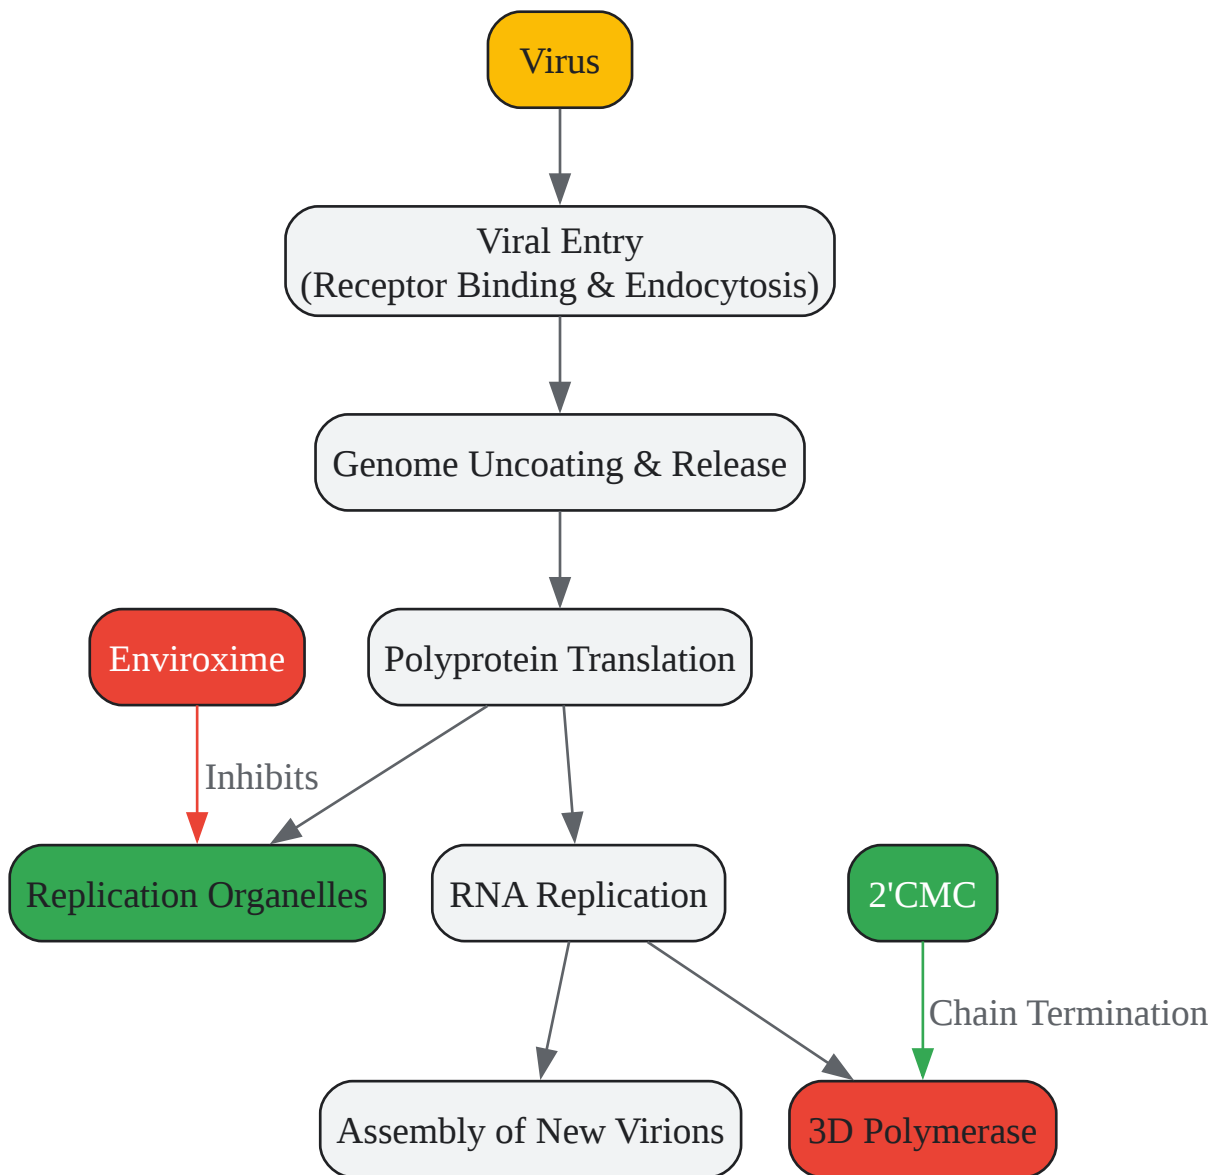 Virus
Viral Entry
(Receptor Binding & Endocytosis)
Genome Uncoating & Release
Enviroxime
Polyprotein Translation
Inhibits
Replication Organelles
RNA Replication
2'CMC
Chain Termination
Assembly of New Virions
3D Polymerase